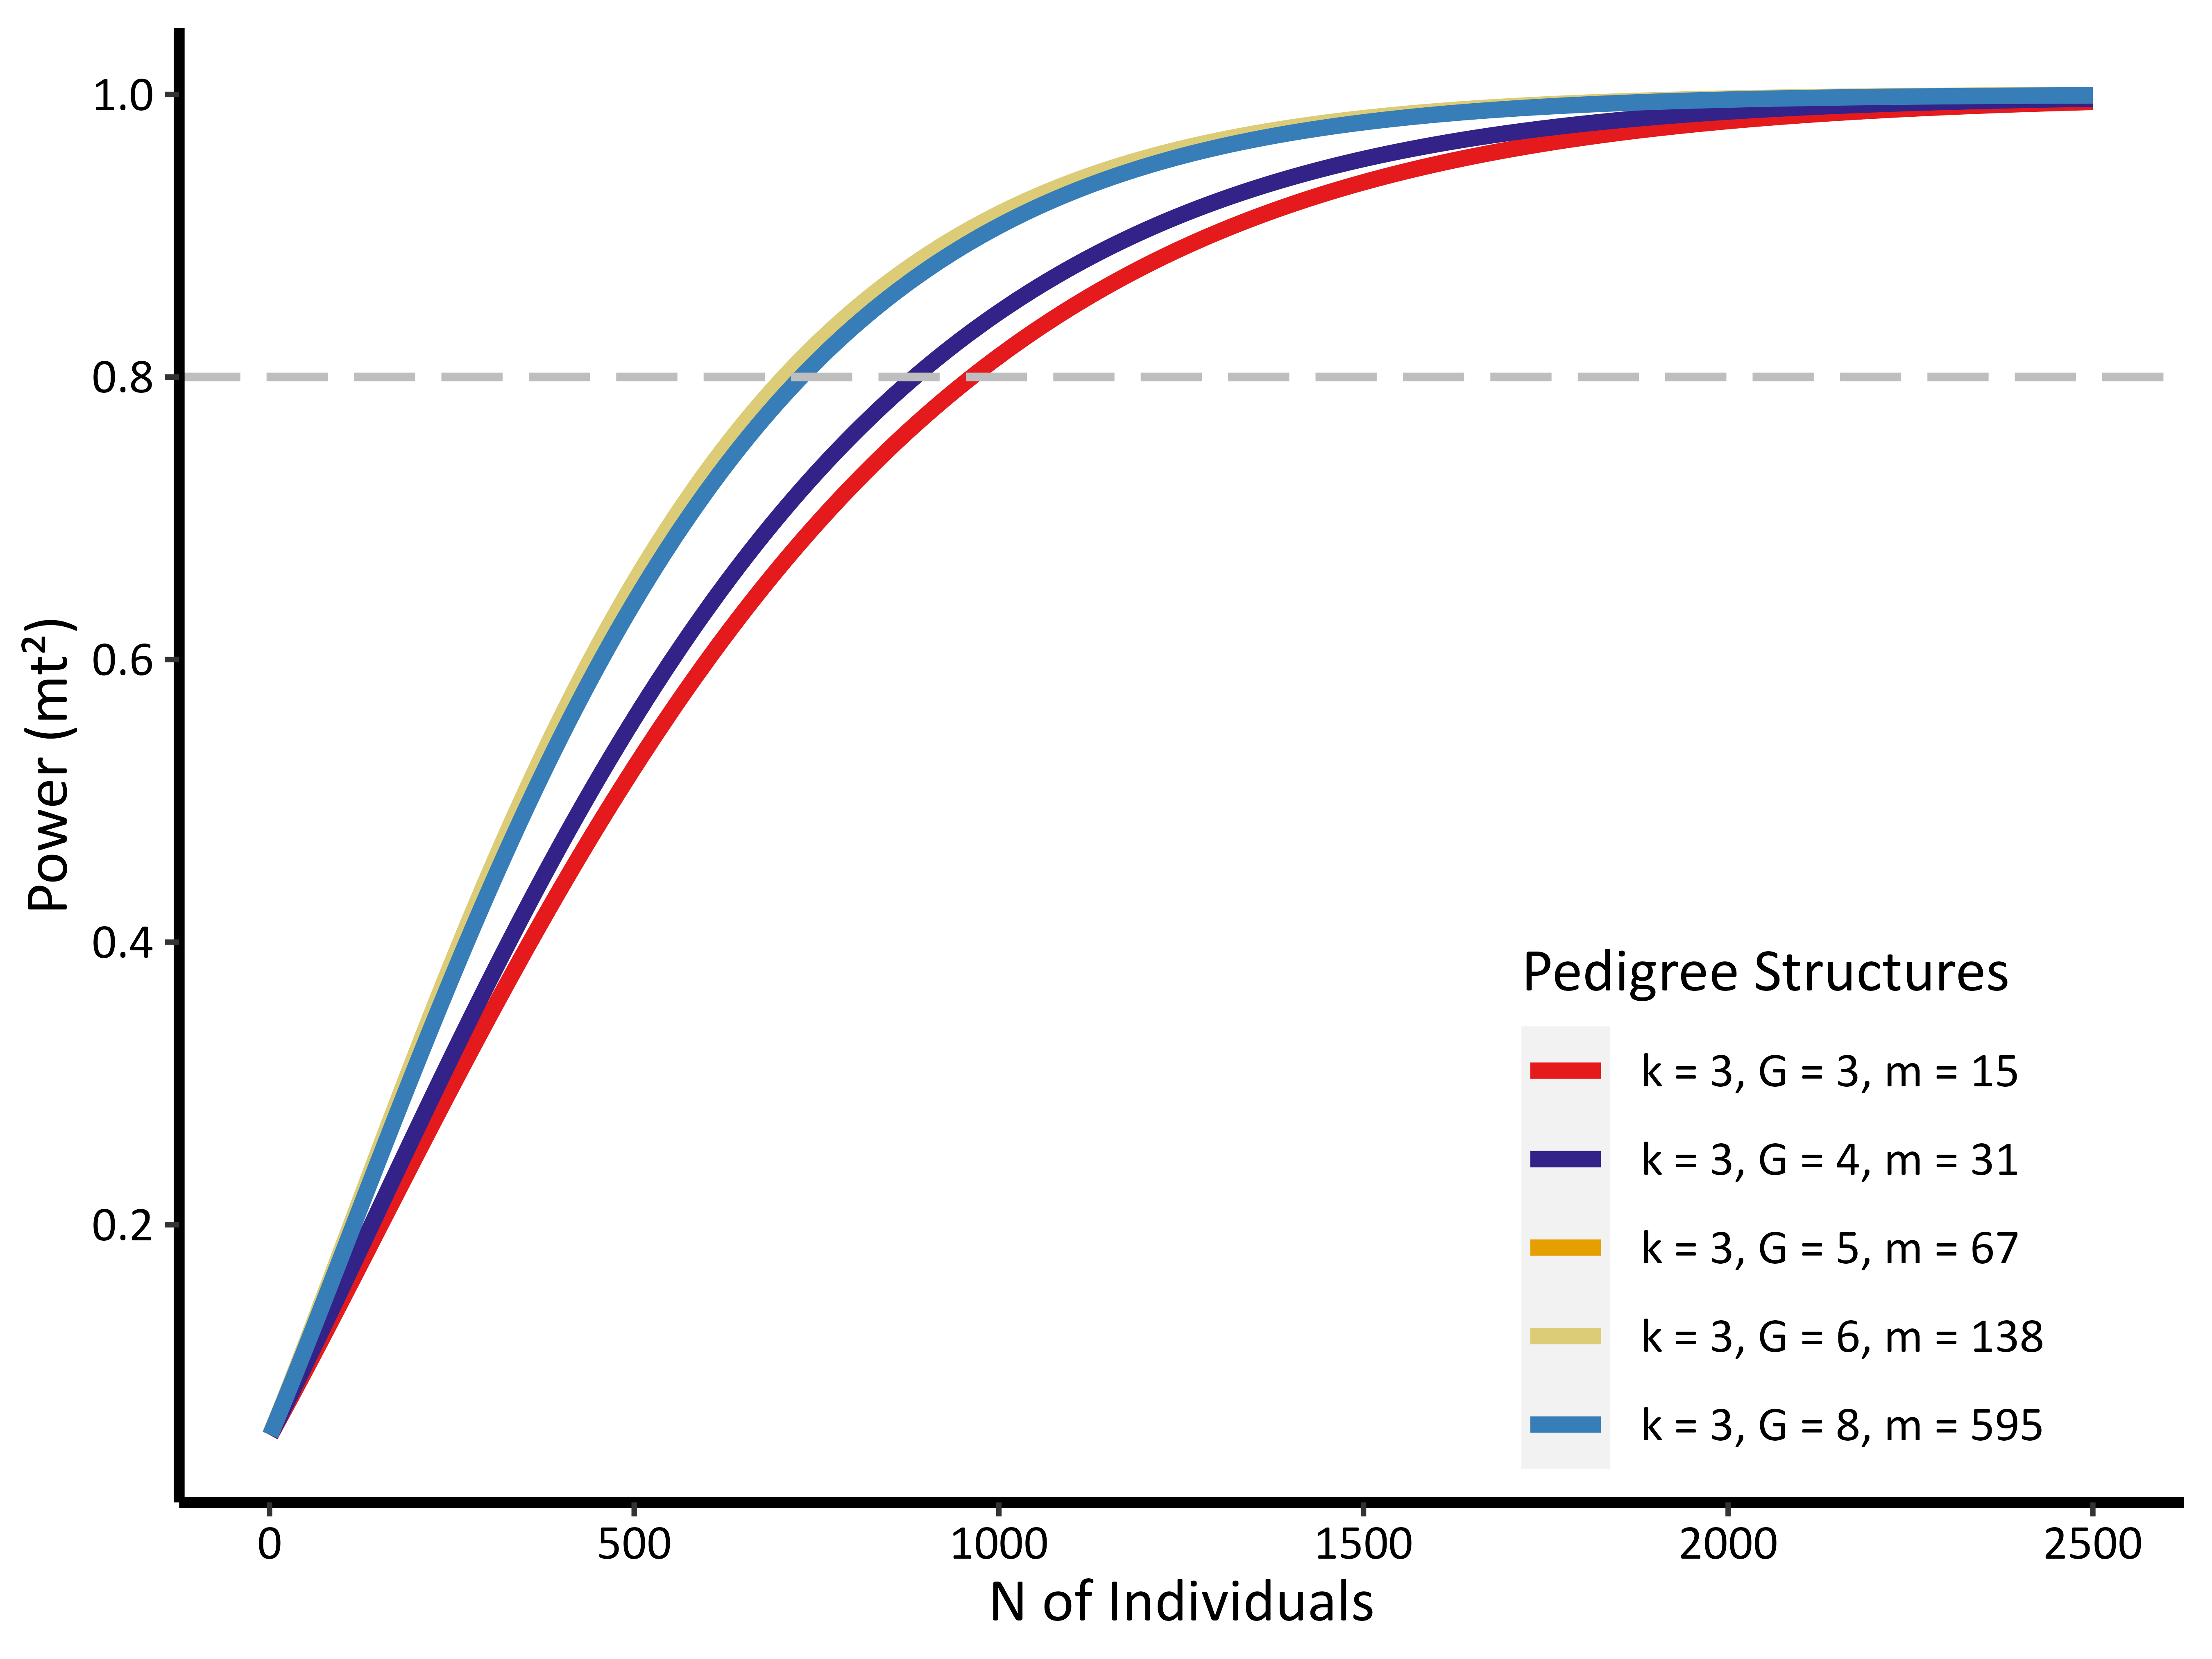 Power (mt²)
1.0
0.8
0.6
0.4
0.2
0
500
1000
1500
2000
2500
N of Individuals
Pedigree Structures
k = 3, G = 3, m = 15
k = 3, G = 4, m = 31
k = 3, G = 5, m = 67
k = 3, G = 6, m = 138
k = 3, G = 8, m = 595